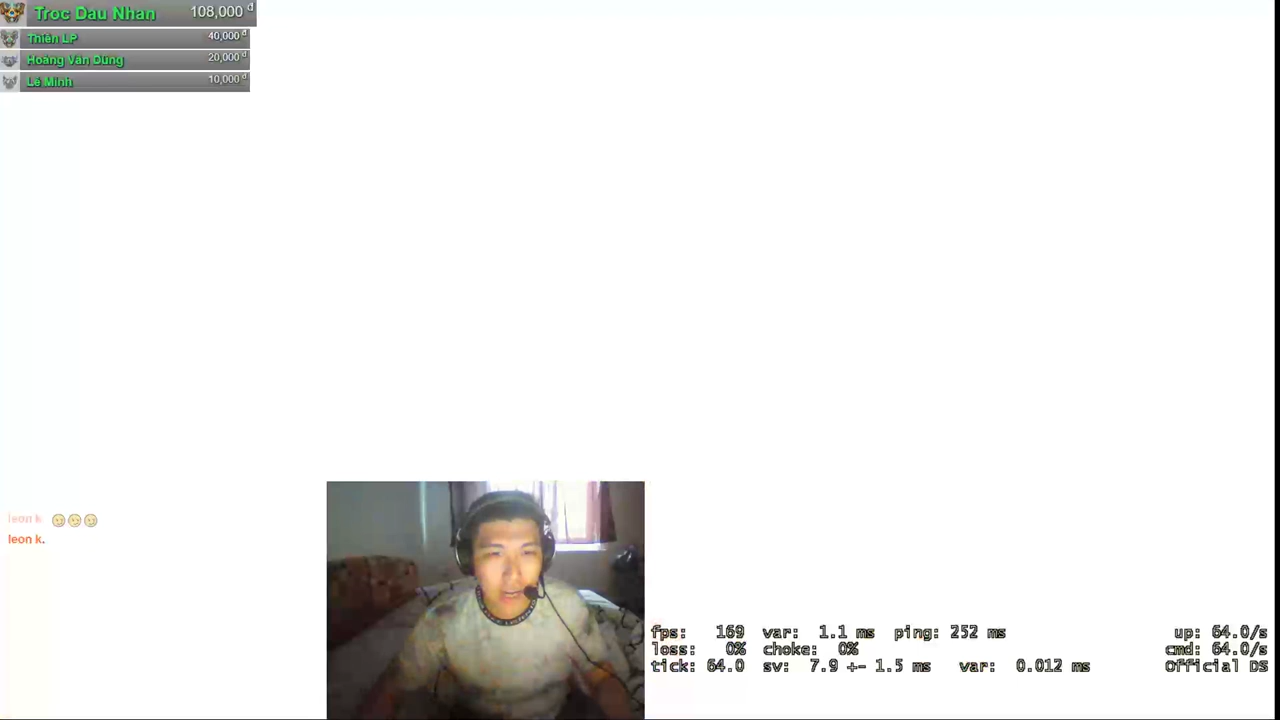 Troc Dau Nhan 108,000 đ
Thiên LP 40,000 đ
Hoàng Văn Dũng 20,000 đ
Lê Minh 10,000 đ
leon k.
leon k.
fps: 169 var: 1.1 ms ping: 252 ms up: 64.0/s
loss: 0% choke: 0% cmd: 64.0/s
tick: 64.0 sv: 7.9 +- 1.5 ms var: 0.012 ms Official DS